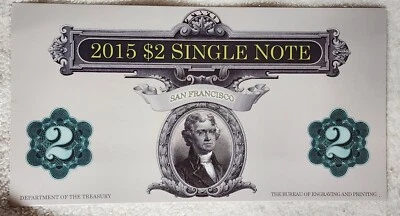 2015 $2 SINGLE NOTE
SAN FRANCISCO
2 2
DEPARTMENT OF THE TREASURY THE BUREAU OF ENGRAVING AND PRINTING